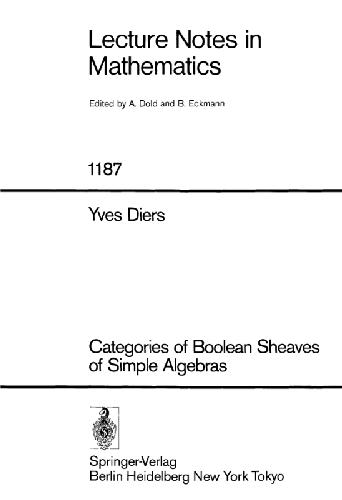 Lecture Notes in
Mathematics
Edited by A. Dold and B. Eckmann
1187
Yves Diers
Categories of Boolean Sheaves
of Simple Algebras
Springer-Verlag
Berlin Heidelberg New York Tokyo